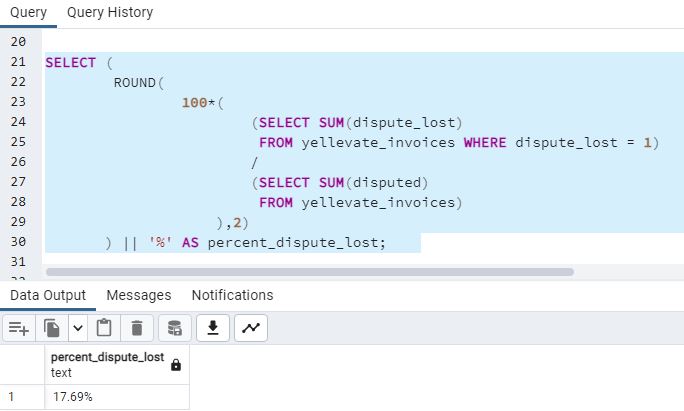 Query Query History
20
21 SELECT (
22 ROUND(
23 100*(
24 (SELECT SUM(dispute_lost)
25 FROM yellevate_invoices WHERE dispute_lost = 1)
26 /
27 (SELECT SUM(disputed)
28 FROM yellevate_invoices)
29 ),2)
30 ) || '%' AS percent_dispute_lost;
31
Data Output Messages Notifications
percent_dispute_lost
text
1 17.69%